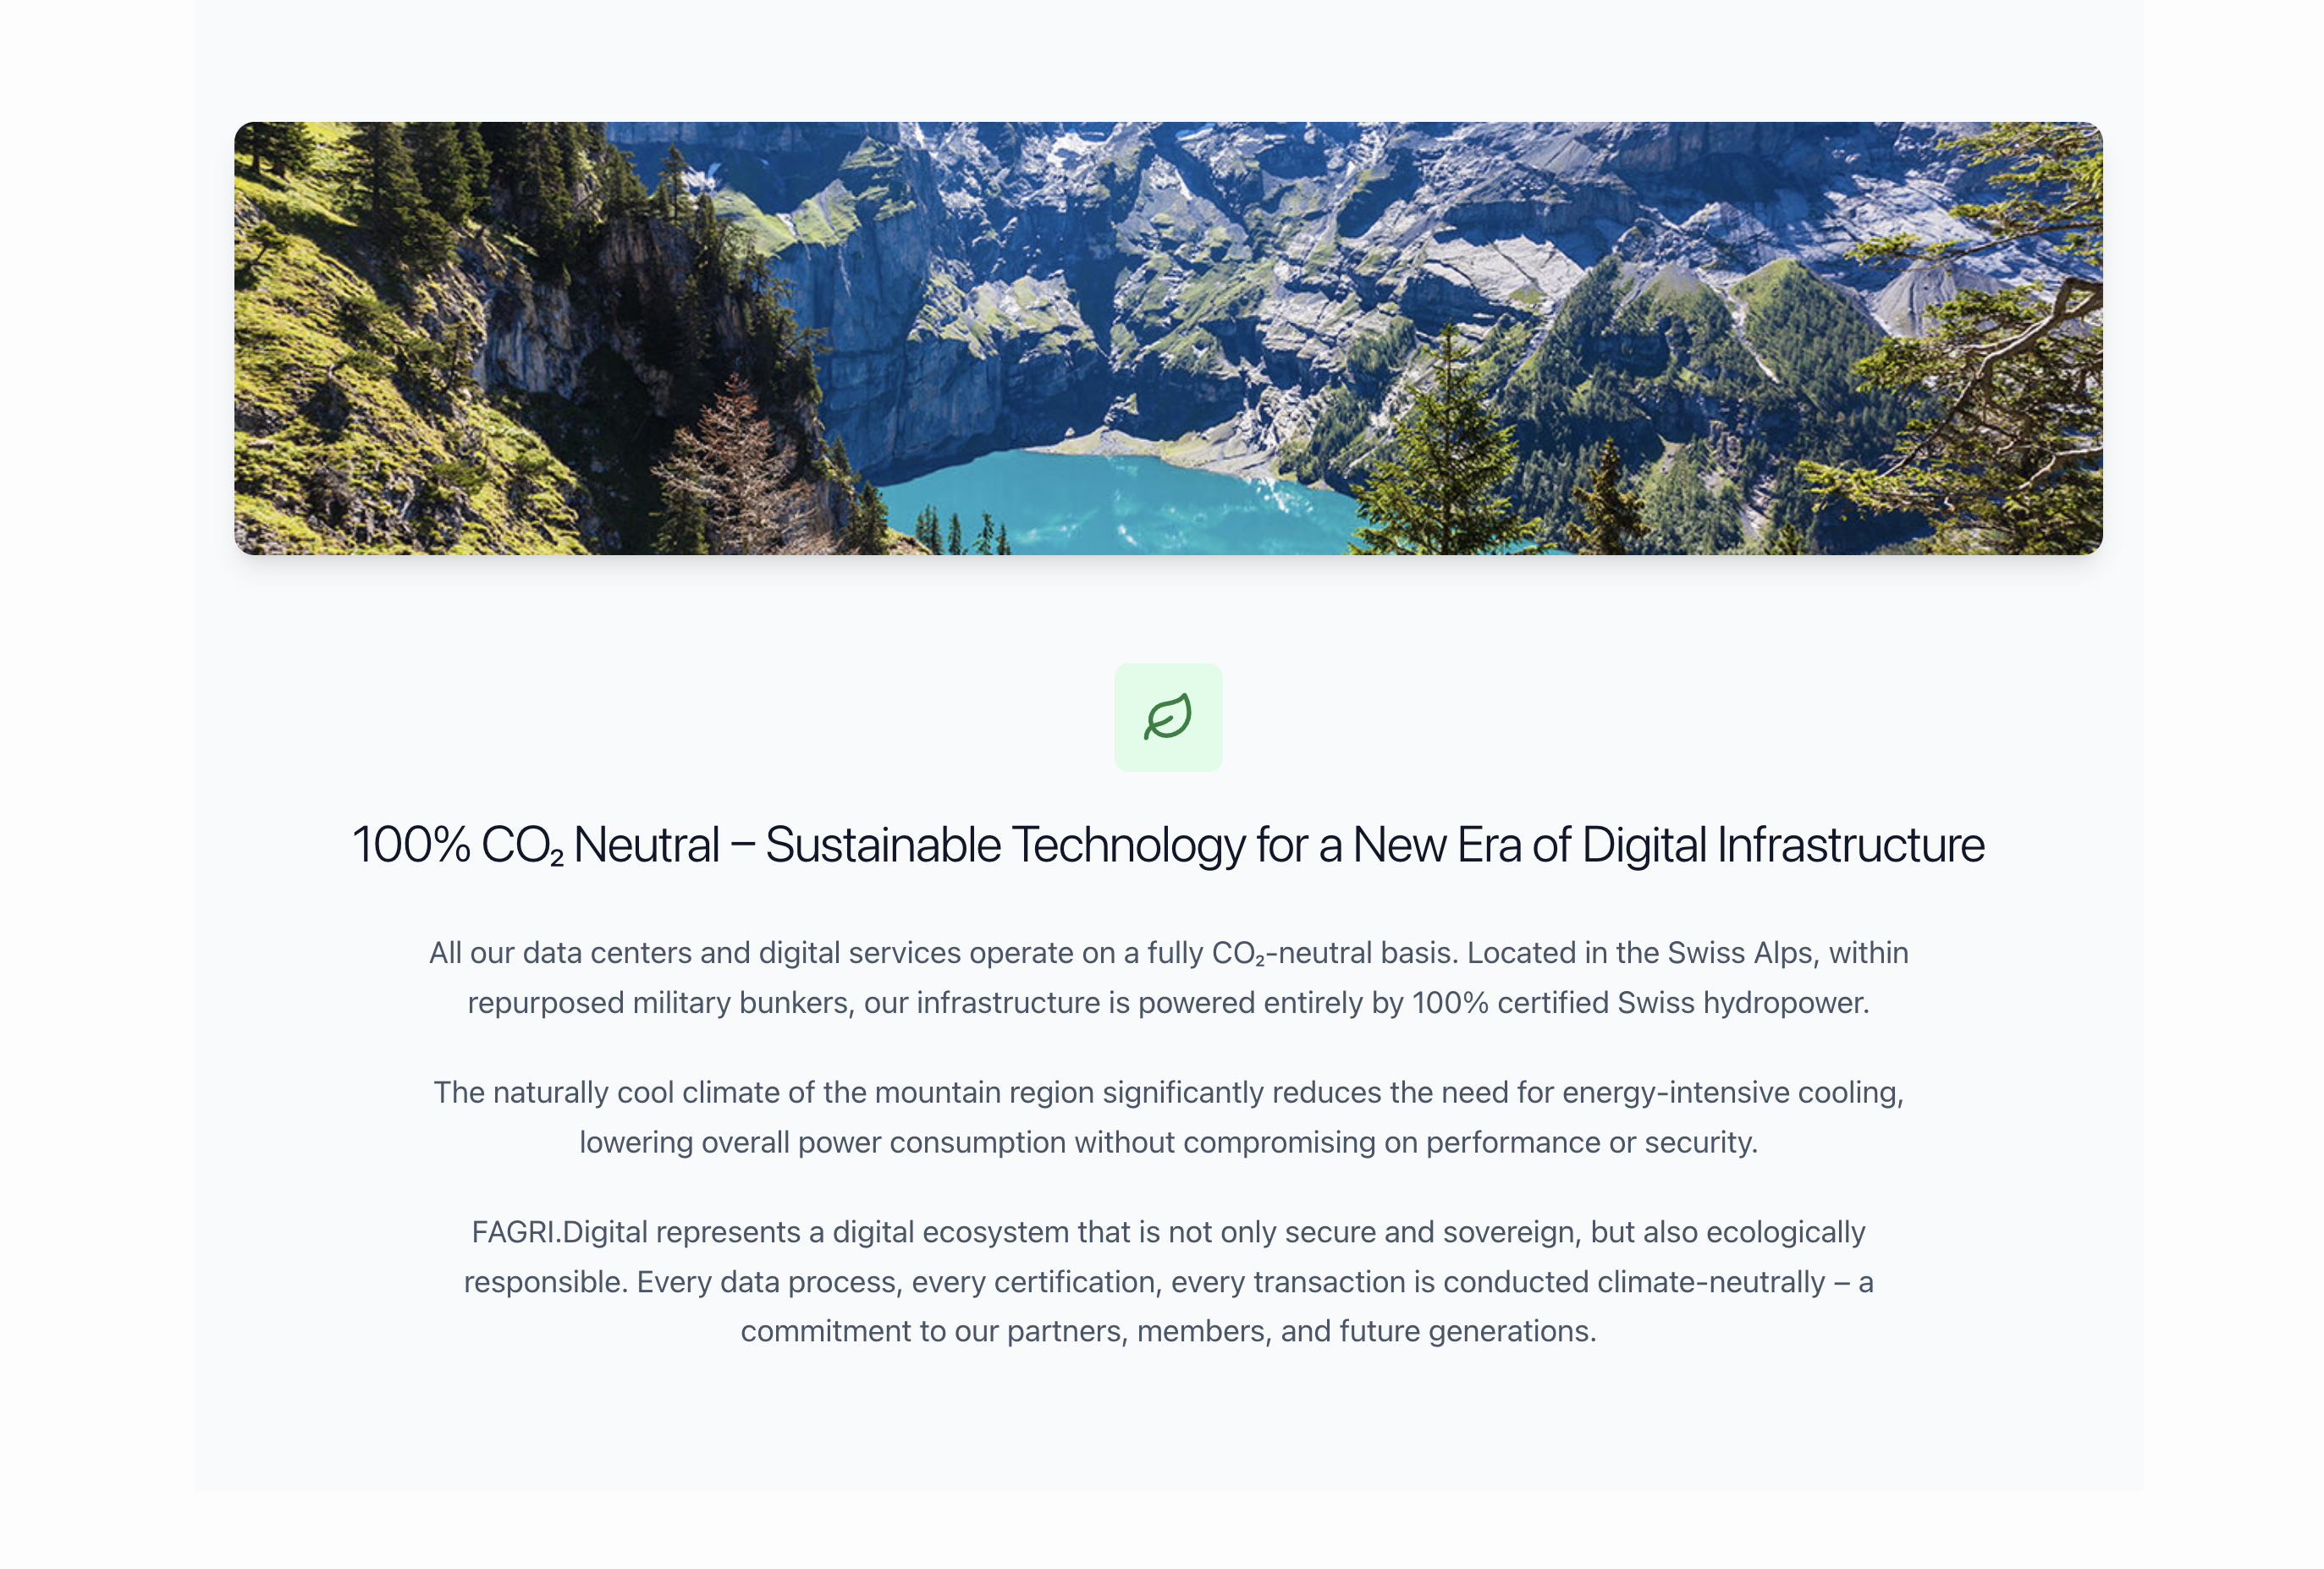 100% CO₂ Neutral – Sustainable Technology for a New Era of Digital Infrastructure
All our data centers and digital services operate on a fully CO₂-neutral basis. Located in the Swiss Alps, within
repurposed military bunkers, our infrastructure is powered entirely by 100% certified Swiss hydropower.
The naturally cool climate of the mountain region significantly reduces the need for energy-intensive cooling,
lowering overall power consumption without compromising on performance or security.
FAGRI.Digital represents a digital ecosystem that is not only secure and sovereign, but also ecologically
responsible. Every data process, every certification, every transaction is conducted climate-neutrally – a
commitment to our partners, members, and future generations.